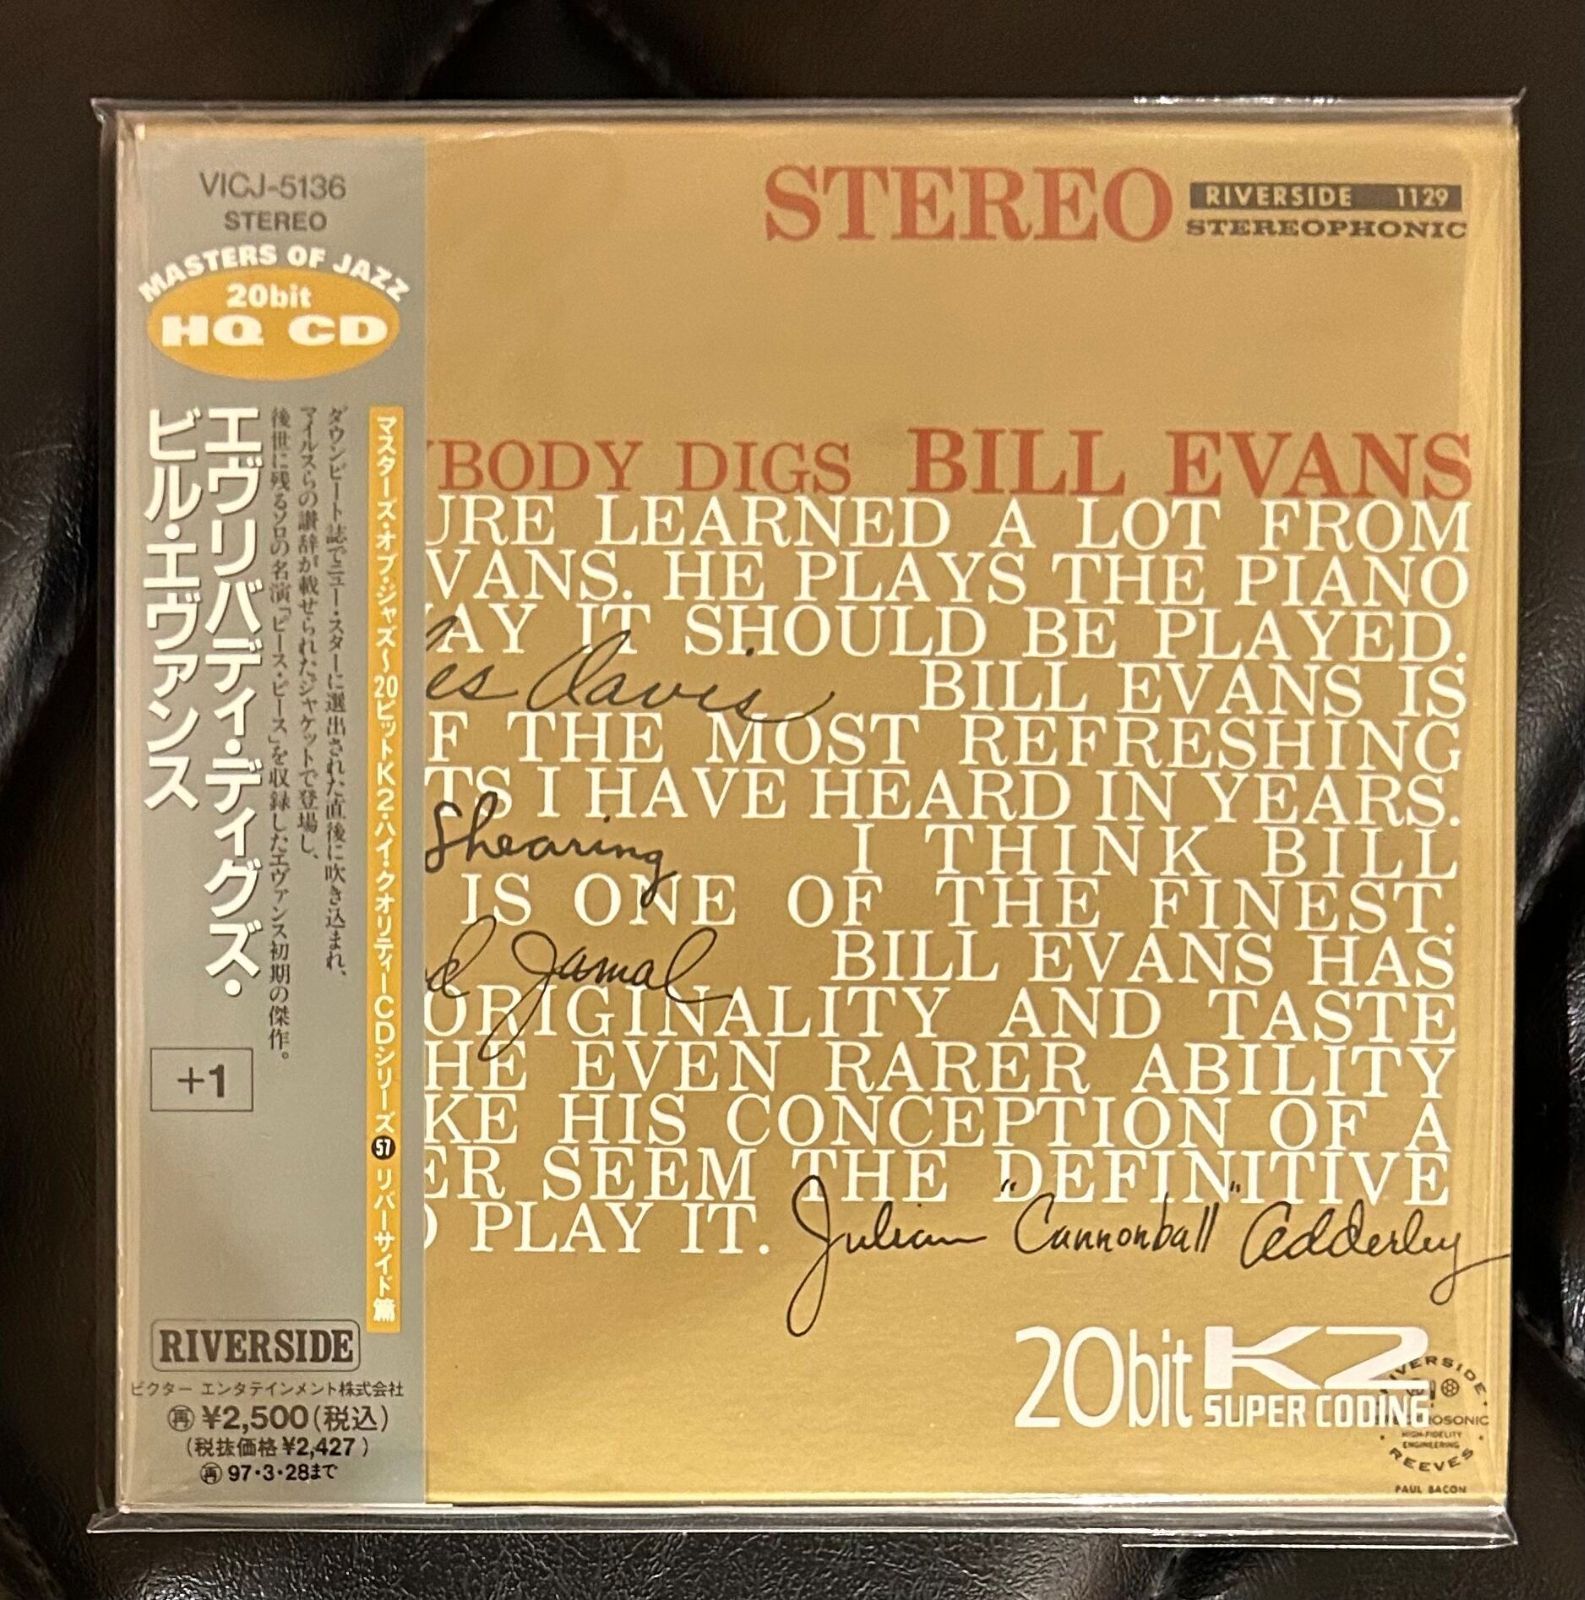 VICJ-5136
STEREO
MASTERS OF JAZZ
20bit
HQ CD
マスターズ・オブ・ジャズ〜20ビットK2・ハイ・クオリティーCDシリーズ 57 リバーサイド篇
ダウンビート誌でニュー・スターに選出された直後に吹き込まれ、
マイルスらの讃辞が載せられたジャケットで登場し、
後世に残るソロの名演「ピース・ピース」を収録したエヴァンス初期の傑作。
エヴリバディ・ディグズ・
ビル・エヴァンス
+1
RIVERSIDE
ビクター エンタテインメント株式会社
再 ¥2,500(税込)
(税抜価格¥2,427)
再 97・3・28まで
STEREO
RIVERSIDE 1129
STEREOPHONIC
YBODY DIGS BILL EVANS
URE LEARNED A LOT FROM
VANS. HE PLAYS THE PIANO
WAY IT SHOULD BE PLAYED.
es Davis BILL EVANS IS
F THE MOST REFRESHING
TS I HAVE HEARD IN YEARS.
Shearing I THINK BILL
IS ONE OF THE FINEST.
d Jamal BILL EVANS HAS
ORIGINALITY AND TASTE
HE EVEN RARER ABILITY
KE HIS CONCEPTION OF A
ER SEEM THE DEFINITIVE
O PLAY IT. Julian "Cannonball" Adderley
20bit K2
SUPER CODING
RIVERSIDE
HIGH-FIDELITY
ENGINEERING
REEVES
PAUL BACON